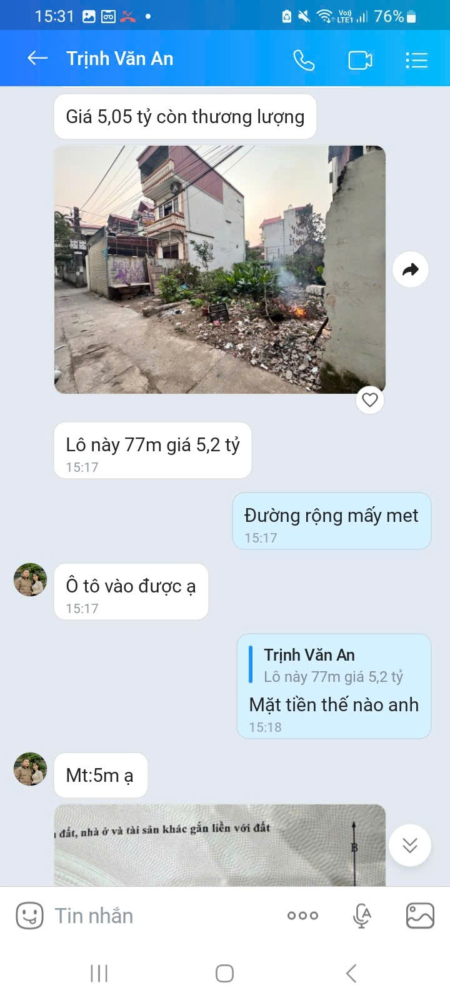 15:31
Vo))
LTE1
76%
Trịnh Văn An
Giá 5,05 tỷ còn thương lượng
Lô này 77m giá 5,2 tỷ
15:17
Đường rộng mấy met
15:17
Ô tô vào được ạ
15:17
Trịnh Văn An
Lô này 77m giá 5,2 tỷ
Mặt tiền thế nào anh
15:18
Mt:5m ạ
đất, nhà ở và tài sản khác gắn liền với đất
B
Tin nhắn